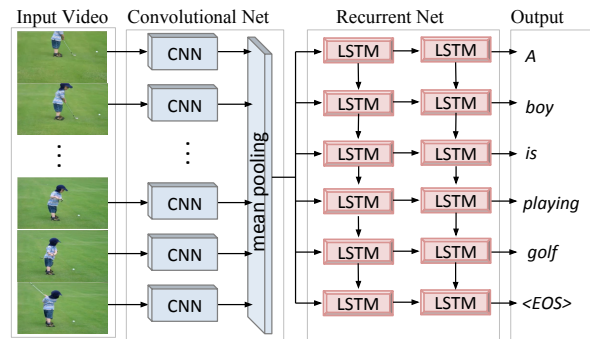 Input Video
Convolutional Net
Recurrent Net
Output
CNN
LSTM
LSTM
A
CNN
LSTM
LSTM
boy
LSTM
LSTM
is
mean pooling
CNN
LSTM
LSTM
playing
CNN
LSTM
LSTM
golf
CNN
LSTM
LSTM
<EOS>